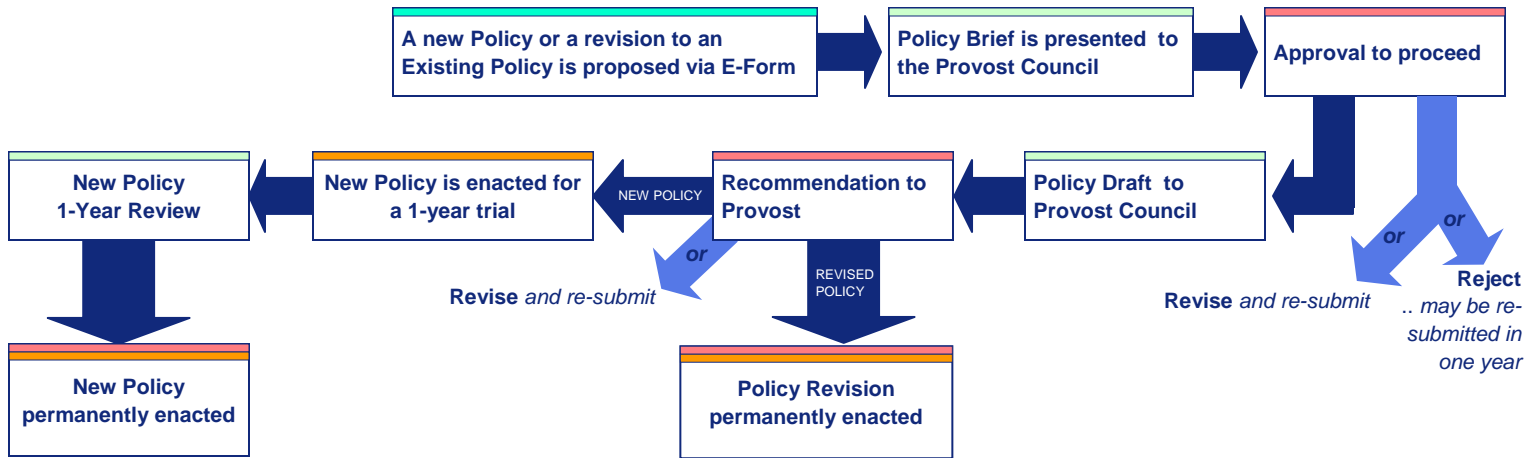 A new Policy or a revision to an
Existing Policy is proposed via E-Form
Policy Brief is presented to
the Provost Council
Approval to proceed
New Policy
1-Year Review
New Policy is enacted for
a 1-year trial
NEW POLICY
Recommendation to
Provost
Policy Draft to
Provost Council
or
Revise and re-submit
REVISED
POLICY
or
or
Revise and re-submit
Reject
.. may be re-
submitted in
one year
New Policy
permanently enacted
Policy Revision
permanently enacted